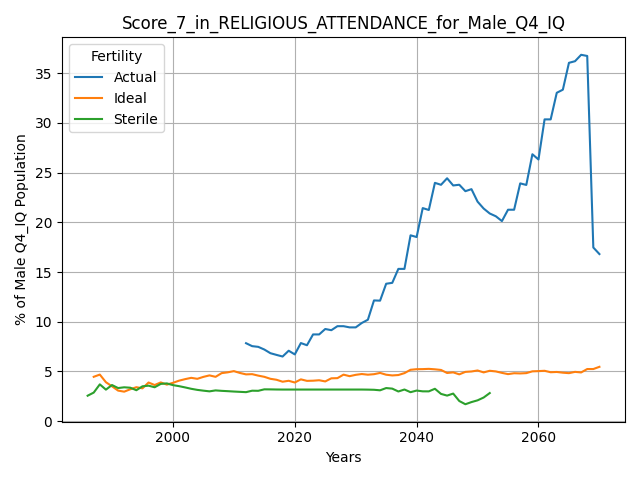 Score_7_in_RELIGIOUS_ATTENDANCE_for_Male_Q4_IQ
Fertility
Actual
Ideal
Sterile
% of Male Q4_IQ Population
35
30
25
20
15
10
5
0
2000
2020
2040
2060
Years